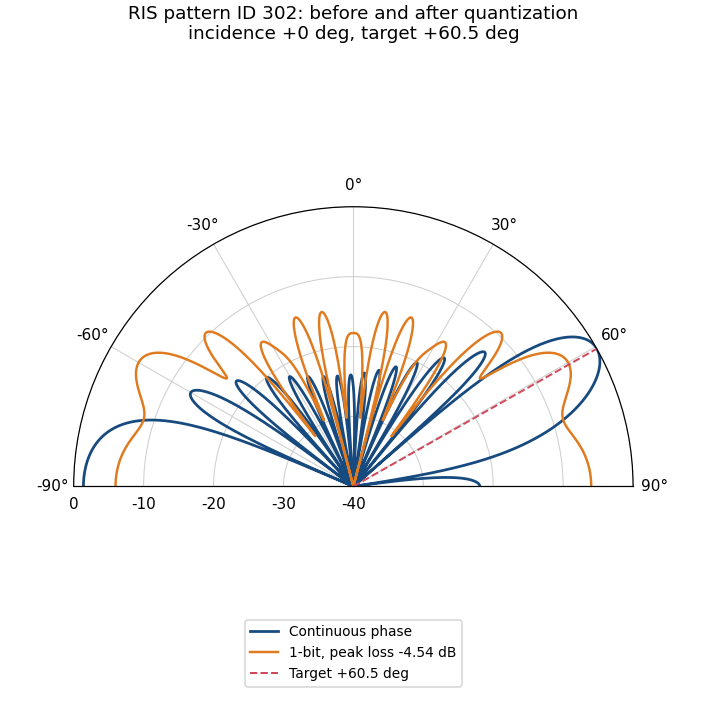 RIS pattern ID 302: before and after quantization
incidence +0 deg, target +60.5 deg
0°
-30°
30°
-60°
60°
-90°
90°
0
-10
-20
-30
-40
Continuous phase
1-bit, peak loss -4.54 dB
Target +60.5 deg